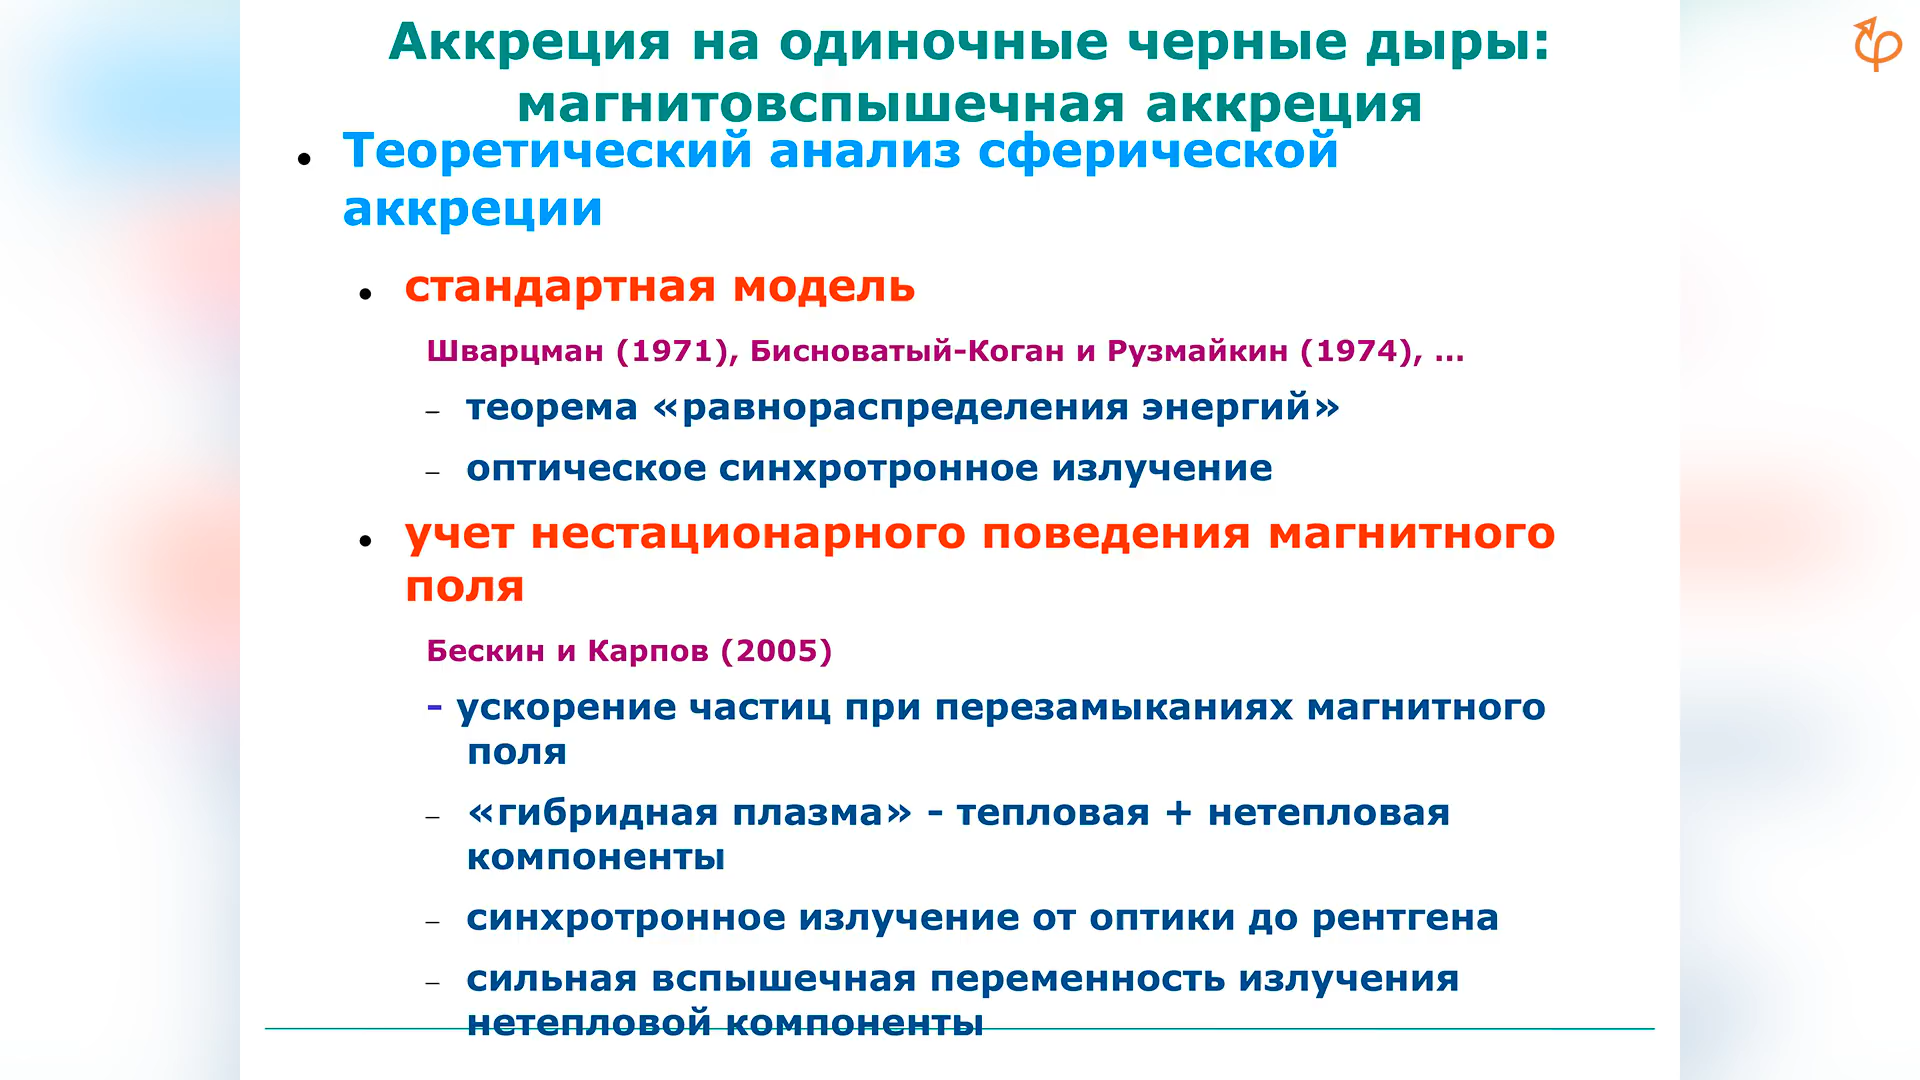 Аккреция на одиночные черные дыры:
магнитовспышечная аккреция
• Теоретический анализ сферической
аккреции
• стандартная модель
Шварцман (1971), Бисноватый-Коган и Рузмайкин (1974), ...
– теорема «равнораспределения энергий»
– оптическое синхротронное излучение
• учет нестационарного поведения магнитного
поля
Бескин и Карпов (2005)
- ускорение частиц при перезамыканиях магнитного
поля
– «гибридная плазма» - тепловая + нетепловая
компоненты
– синхротронное излучение от оптики до рентгена
– сильная вспышечная переменность излучения
нетепловой компоненты